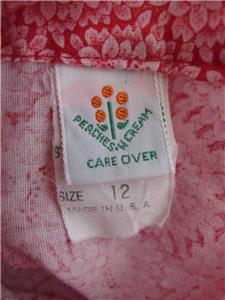 PEACHES-N-CREAM
CARE OVER
SIZE 12
MADE IN U.S.A